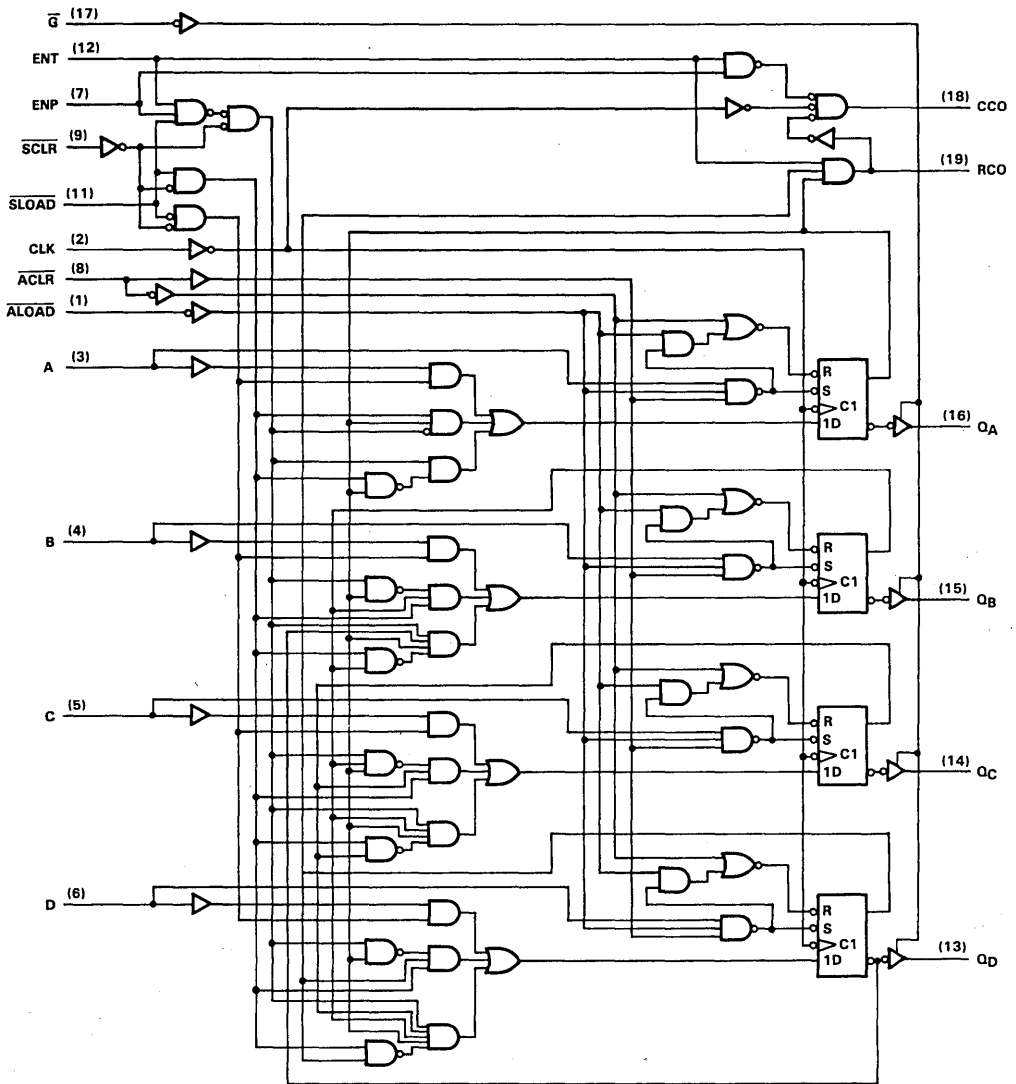 G (17)
ENT (12)
ENP (7)
SCLR (9)
SLOAD (11)
CLK (2)
ACLR (8)
ALOAD (1)
(18) CCO
(19) RCO
A (3)
R
S
C1
1D
(16) QA
B (4)
R
S
C1
1D
(15) QB
C (5)
R
S
C1
1D
(14) QC
D (6)
R
S
C1
1D
(13) QD